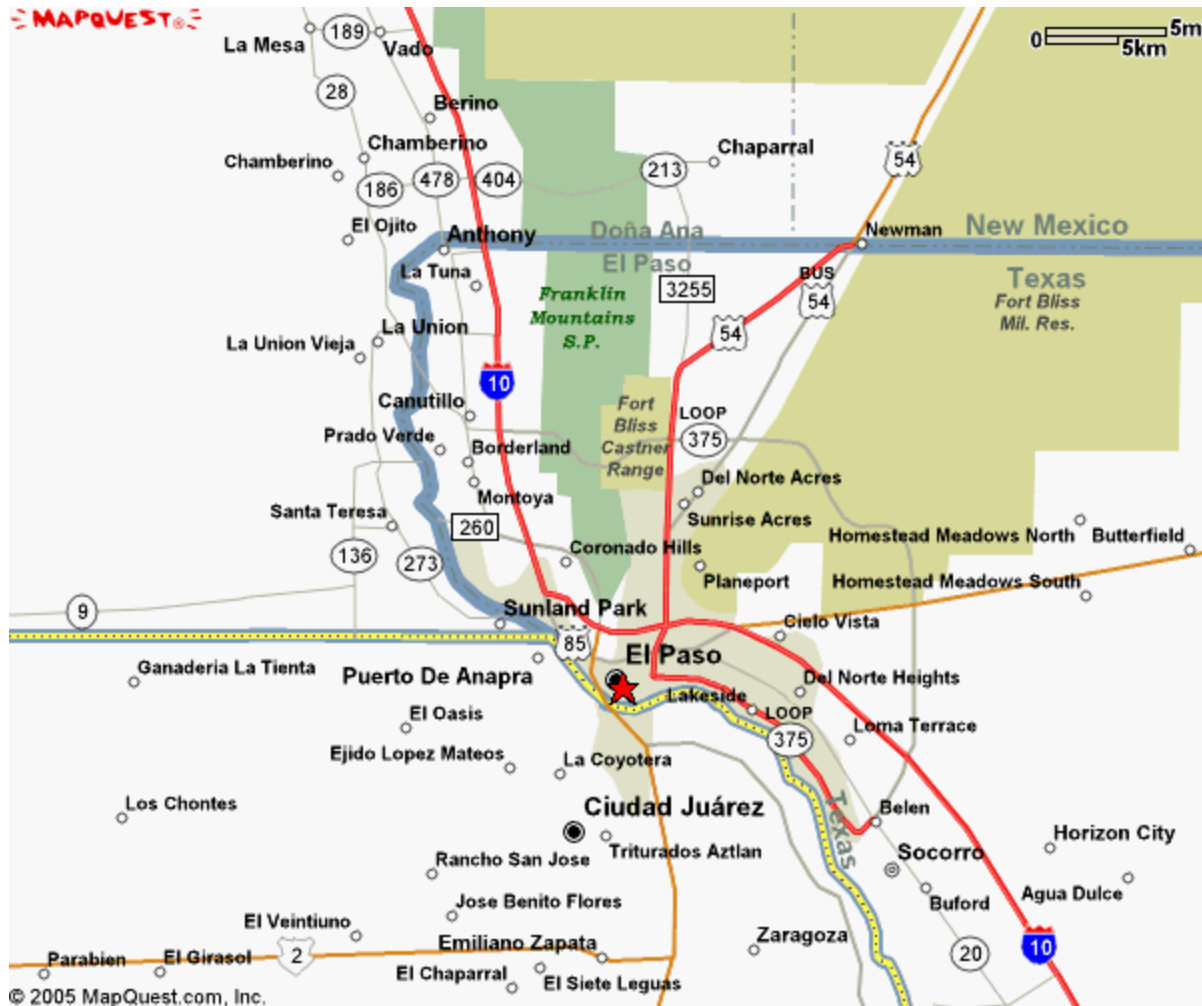 MAPQUEST®
0 5m
5km
La Mesa
189
Vado
28
Berino
Chamberino
Chaparral
54
Chamberino
213
186
478
404
El Ojito
Anthony
Doña Ana
Newman
New Mexico
El Paso
La Tuna
BUS
Texas
Franklin
Mountains
S.P.
3255
54
Fort Bliss
Mil. Res.
54
La Union
La Union Vieja
10
Canutillo
Fort
Bliss
Castner
Range
LOOP
375
Prado Verde
Borderland
Del Norte Acres
Montoya
Santa Teresa
260
Sunrise Acres
Homestead Meadows North
Butterfield
136
273
Coronado Hills
Planeport
Homestead Meadows South
9
Sunland Park
Cielo Vista
85
El Paso
Ganaderia La Tienta
Puerto De Anapra
Lakeside
Del Norte Heights
El Oasis
LOOP
375
Loma Terrace
Ejido Lopez Mateos
La Coyotera
Los Chontes
Ciudad Juárez
Texas
Belen
Horizon City
Triturados Aztlan
Socorro
Rancho San Jose
Buford
Agua Dulce
Jose Benito Flores
El Veintiuno
Emiliano Zapata
Zaragoza
10
2
20
Parabien
El Girasol
El Chaparral
El Siete Leguas
© 2005 MapQuest.com, Inc.